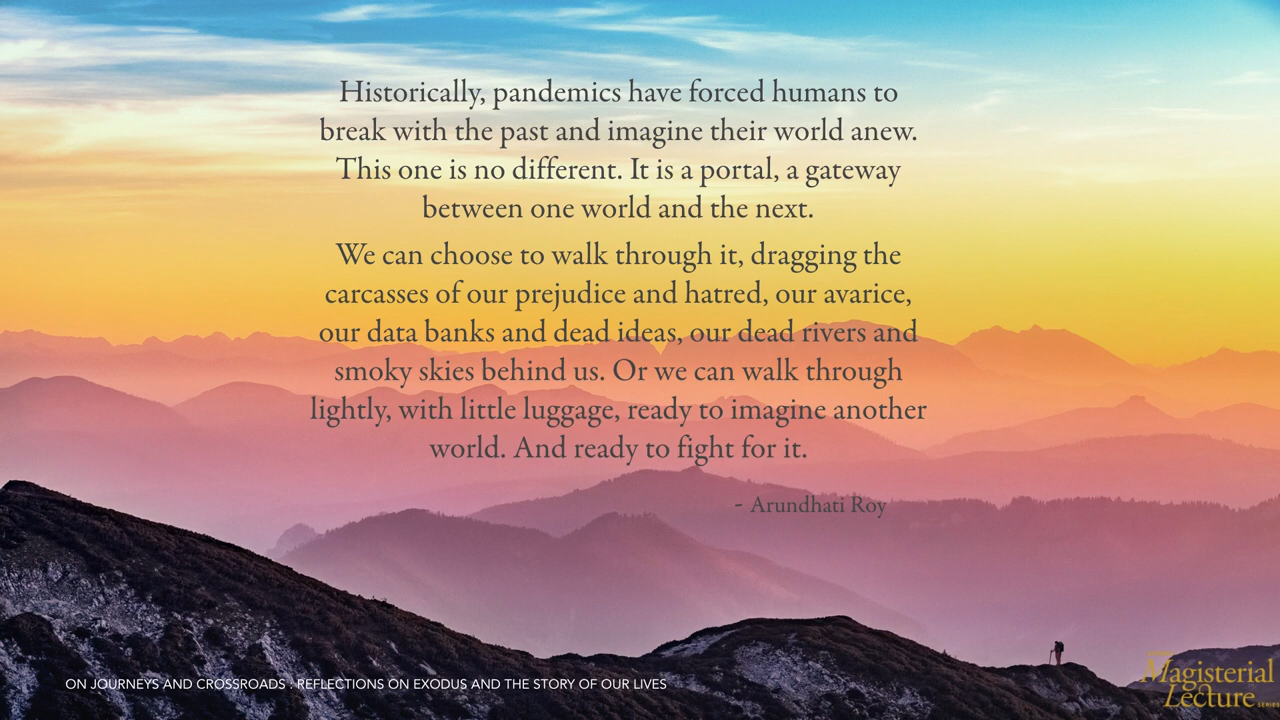 Historically, pandemics have forced humans to
break with the past and imagine their world anew.
This one is no different. It is a portal, a gateway
between one world and the next.
We can choose to walk through it, dragging the
carcasses of our prejudice and hatred, our avarice,
our data banks and dead ideas, our dead rivers and
smoky skies behind us. Or we can walk through
lightly, with little luggage, ready to imagine another
world. And ready to fight for it.
- Arundhati Roy
ON JOURNEYS AND CROSSROADS : REFLECTIONS ON EXODUS AND THE STORY OF OUR LIVES
Magisterial
Lecture SERIES